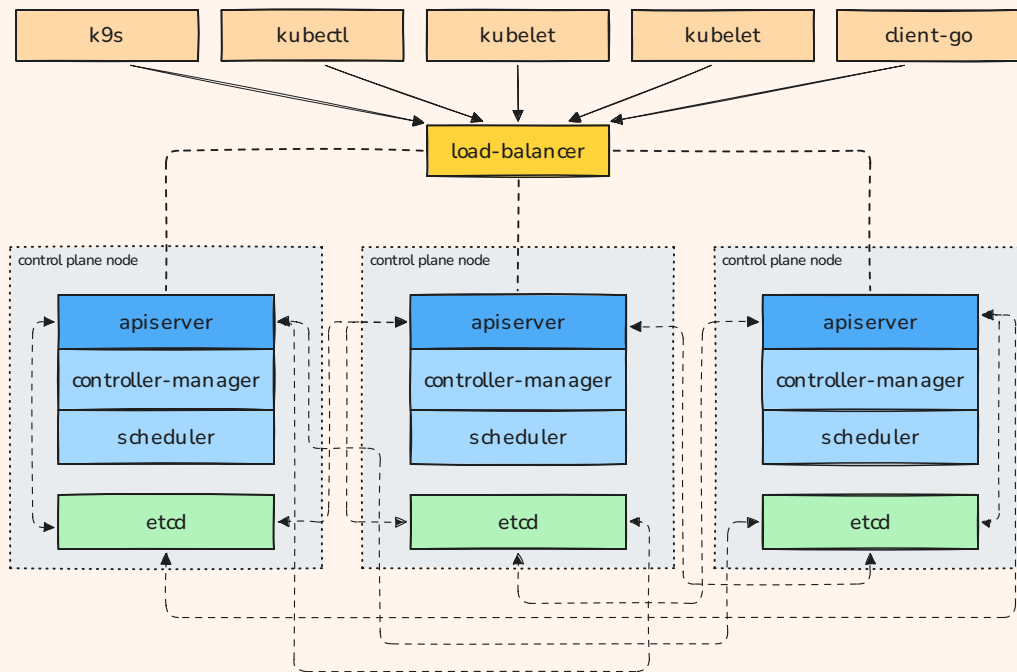 k9s
kubectl
kubelet
kubelet
client-go
load-balancer
control plane node
control plane node
control plane node
apiserver
apiserver
apiserver
controller-manager
controller-manager
controller-manager
scheduler
scheduler
scheduler
etcd
etcd
etcd